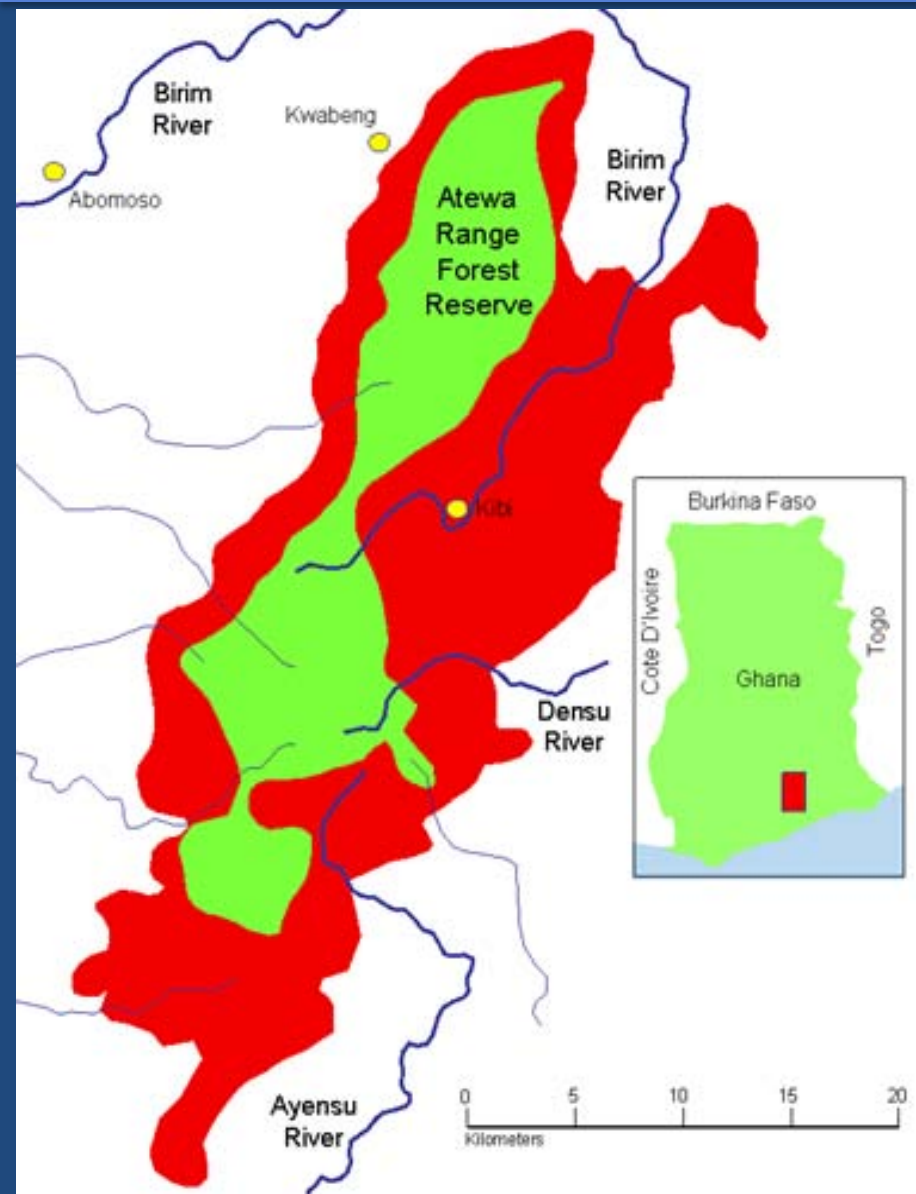 Birim
River
Kwabeng
Abomoso
Birim
River
Atewa
Range
Forest
Reserve
Kibi
Burkina Faso
Cote D'Ivoire
Togo
Ghana
Densu
River
Ayensu
River
0 5 10 15 20
Kilometers